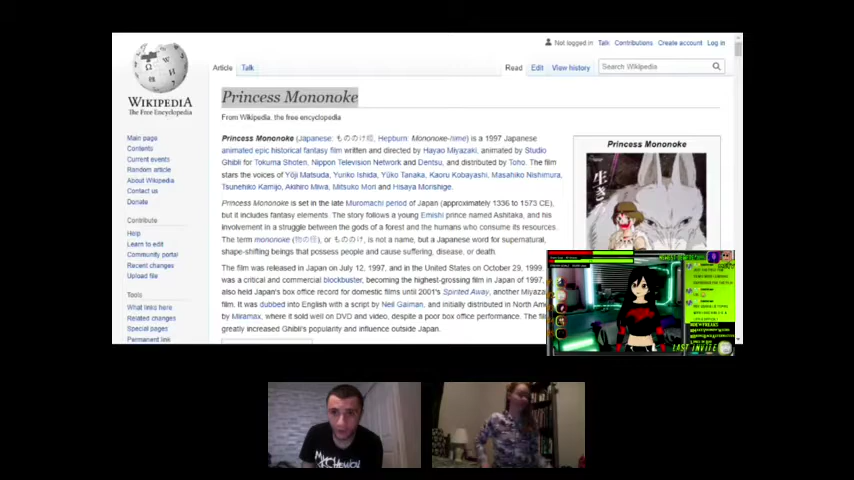 Not logged in Talk Contributions Create account Log in
Article Talk Read Edit View history Search Wikipedia
WIKIPEDIA
The Free Encyclopedia
Princess Mononoke
From Wikipedia, the free encyclopedia
Main page
Contents
Current events
Random article
About Wikipedia
Contact us
Donate
Contribute
Help
Learn to edit
Community portal
Recent changes
Upload file
Tools
What links here
Related changes
Special pages
Permanent link
Princess Mononoke (Japanese: もののけ姫, Hepburn: Mononoke-hime) is a 1997 Japanese
animated epic historical fantasy film written and directed by Hayao Miyazaki, animated by Studio
Ghibli for Tokuma Shoten, Nippon Television Network and Dentsu, and distributed by Toho. The film
stars the voices of Yōji Matsuda, Yuriko Ishida, Yūko Tanaka, Kaoru Kobayashi, Masahiko Nishimura,
Tsunehiko Kamijo, Akihiro Miwa, Mitsuko Mori and Hisaya Morishige.
Princess Mononoke is set in the late Muromachi period of Japan (approximately 1336 to 1573 CE),
but it includes fantasy elements. The story follows a young Emishi prince named Ashitaka, and his
involvement in a struggle between the gods of a forest and the humans who consume its resources.
The term mononoke (物の怪), or もののけ, is not a name, but a Japanese word for supernatural,
shape-shifting beings that possess people and cause suffering, disease, or death.
The film was released in Japan on July 12, 1997, and in the United States on October 29, 1999.
was a critical and commercial blockbuster, becoming the highest-grossing film in Japan of 1997,
also held Japan's box office record for domestic films until 2001's Spirited Away, another Miyaza
film. It was dubbed into English with a script by Neil Gaiman, and initially distributed in North Ame
by Miramax, where it sold well on DVD and video, despite a poor box office performance. The film
greatly increased Ghibli's popularity and influence outside Japan.
Princess Mononoke
生き
LAST INVITE